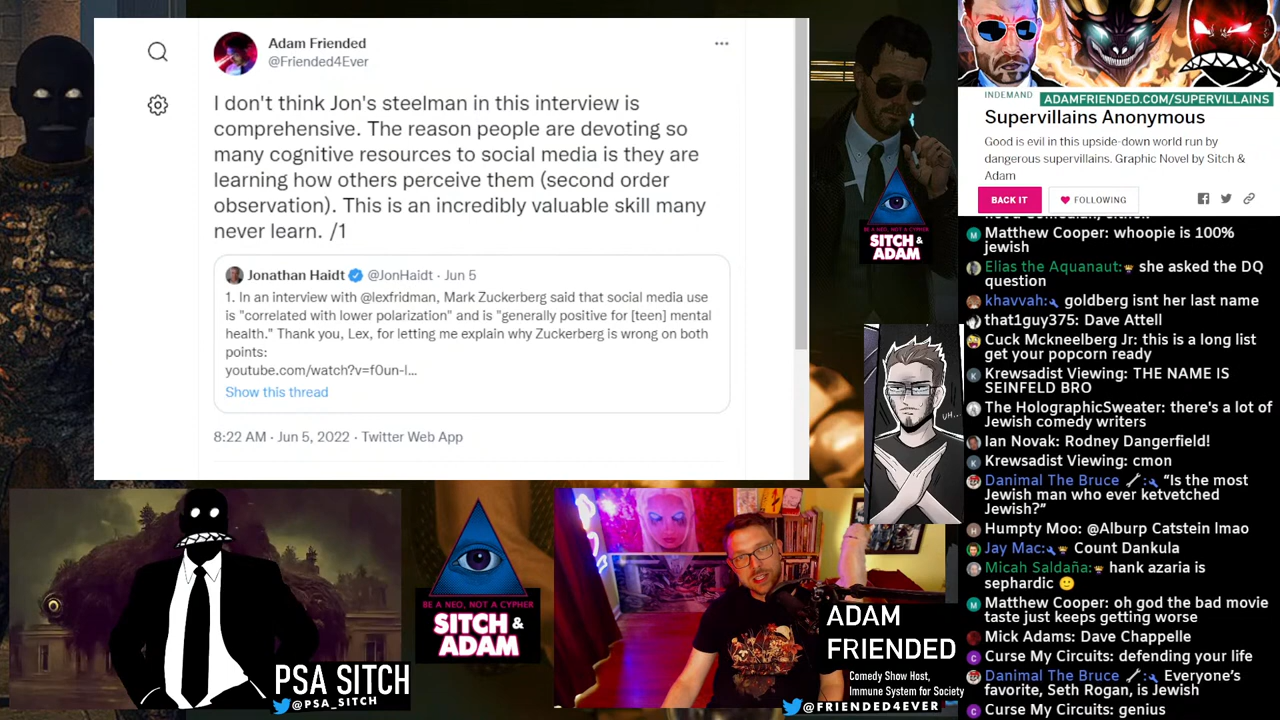 Adam Friended
@Friended4Ever
I don't think Jon's steelman in this interview is
comprehensive. The reason people are devoting so
many cognitive resources to social media is they are
learning how others perceive them (second order
observation). This is an incredibly valuable skill many
never learn. /1
Jonathan Haidt @JonHaidt · Jun 5
1. In an interview with @lexfridman, Mark Zuckerberg said that social media use
is "correlated with lower polarization" and is "generally positive for [teen] mental
health." Thank you, Lex, for letting me explain why Zuckerberg is wrong on both
points:
youtube.com/watch?v=f0un-l...
Show this thread
8:22 AM · Jun 5, 2022 · Twitter Web App
BE A NEO, NOT A CYPHER
SITCH &
ADAM
UH...
INDEMAND
ADAMFRIENDED.COM/SUPERVILLAINS
Supervillains Anonymous
Good is evil in this upside-down world run by
dangerous supervillains. Graphic Novel by Sitch &
Adam
BACK IT
FOLLOWING
Matthew Cooper: whoopie is 100%
jewish
Elias the Aquanaut: she asked the DQ
question
khavvah: goldberg isnt her last name
that1guy375: Dave Attell
Cuck Mckneelberg Jr: this is a long list
get your popcorn ready
Krewsadist Viewing: THE NAME IS
SEINFELD BRO
The HolographicSweater: there's a lot of
Jewish comedy writers
Ian Novak: Rodney Dangerfield!
Krewsadist Viewing: cmon
Danimal The Bruce : “Is the most
Jewish man who ever ketvetched
Jewish?”
Humpty Moo: @Alburp Catstein lmao
Jay Mac: Count Dankula
Micah Saldaña: hank azaria is
sephardic 🙂
Matthew Cooper: oh god the bad movie
taste just keeps getting worse
Mick Adams: Dave Chappelle
Curse My Circuits: defending your life
Danimal The Bruce : Everyone’s
favorite, Seth Rogan, is Jewish
Curse My Circuits: genius
PSA SITCH
@PSA_SITCH
BE A NEO, NOT A CYPHER
SITCH &
ADAM
ADAM
FRIENDED
Comedy Show Host,
Immune System for Society
@FRIENDED4EVER